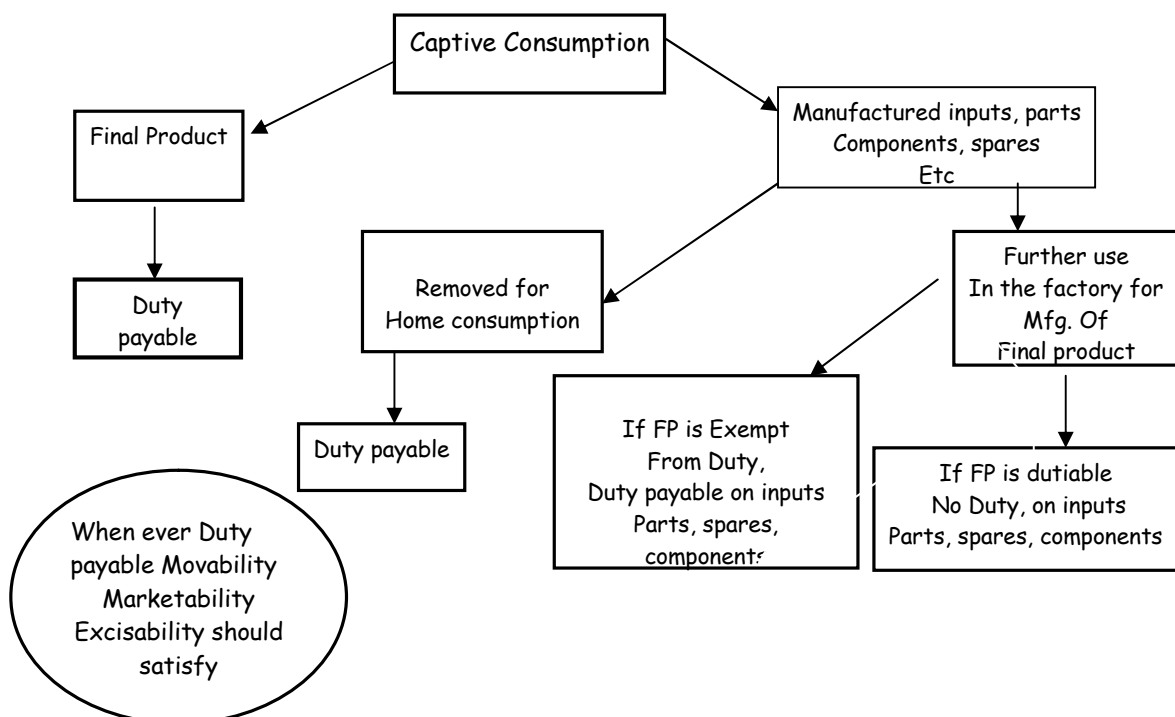 Captive Consumption
Final Product
Manufactured inputs, parts
Components, spares
Etc
Duty
payable
Removed for
Home consumption
Further use
In the factory for
Mfg. Of
Final product
Duty payable
If FP is Exempt
From Duty,
Duty payable on inputs
Parts, spares,
components
If FP is dutiable
No Duty, on inputs
Parts, spares, components
When ever Duty
payable Movability
Marketability
Excisability should
satisfy